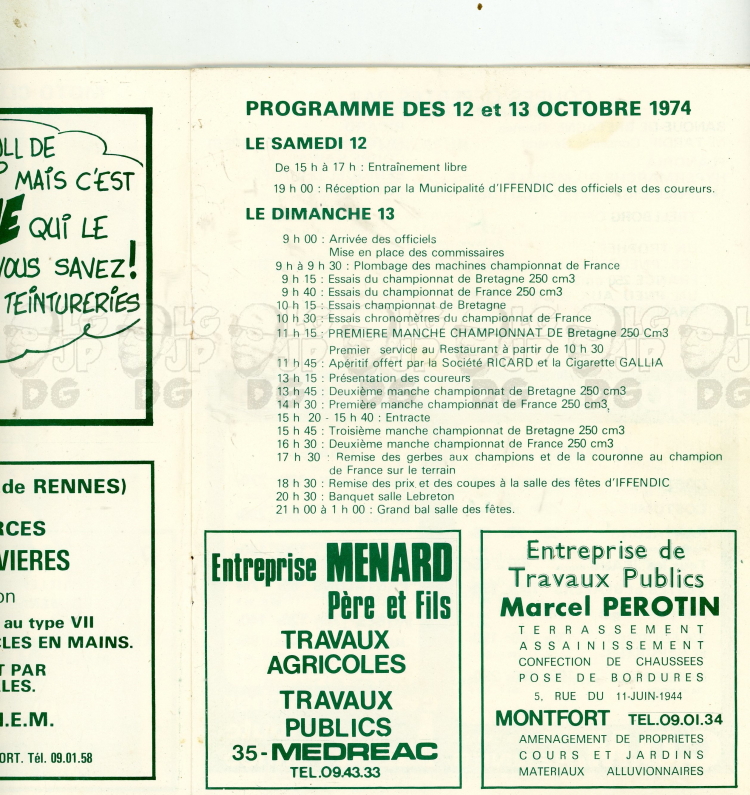 LL DE
MAIS C'EST
E QUI LE
VOUS SAVEZ!
TEINTURERIES
de RENNES)
RCES
VIERES
on
au type VII
CLES EN MAINS.
T PAR
LES.
I.E.M.
ORT. Tél. 09.01.58
PROGRAMME DES 12 et 13 OCTOBRE 1974
LE SAMEDI 12
De 15 h à 17 h : Entraînement libre
19 h 00 : Réception par la Municipalité d'IFFENDIC des officiels et des coureurs.
LE DIMANCHE 13
9 h 00 : Arrivée des officiels
Mise en place des commissaires
9 h à 9 h 30 : Plombage des machines championnat de France
9 h 15 : Essais du championnat de Bretagne 250 cm3
9 h 40 : Essais du championnat de France 250 cm3
10 h 15 : Essais championnat de Bretagne
10 h 30 : Essais chronomètres du championnat de France
11 h 15 : PREMIERE MANCHE CHAMPIONNAT DE Bretagne 250 Cm3
Premier service au Restaurant à partir de 10 h 30
11 h 45 : Apéritif offert par la Société RICARD et la Cigarette GALLIA
13 h 15 : Présentation des coureurs
13 h 45 : Deuxième manche championnat de Bretagne 250 cm3
14 h 30 : Première manche championnat de France 250 cm3
15 h 20 - 15 h 40 : Entracte
15 h 45 : Troisième manche championnat de Bretagne 250 cm3
16 h 30 : Deuxième manche championnat de France 250 cm3
17 h 30 : Remise des gerbes aux champions et de la couronne au champion
de France sur le terrain
18 h 30 : Remise des prix et des coupes à la salle des fêtes d'IFFENDIC
20 h 30 : Banquet salle Lebreton
21 h 00 à 1 h 00 : Grand bal salle des fêtes.
Entreprise MENARD
Père et Fils
TRAVAUX
AGRICOLES
TRAVAUX
PUBLICS
35-MEDREAC
TEL.09.43.33
Entreprise de
Travaux Publics
Marcel PEROTIN
TERRASSEMENT
ASSAINISSEMENT
CONFECTION DE CHAUSSEES
POSE DE BORDURES
5, RUE DU 11-JUIN-1944
MONTFORT TEL.09.01.34
AMENAGEMENT DE PROPRIETES
COURS ET JARDINS
MATERIAUX ALLUVIONNAIRES